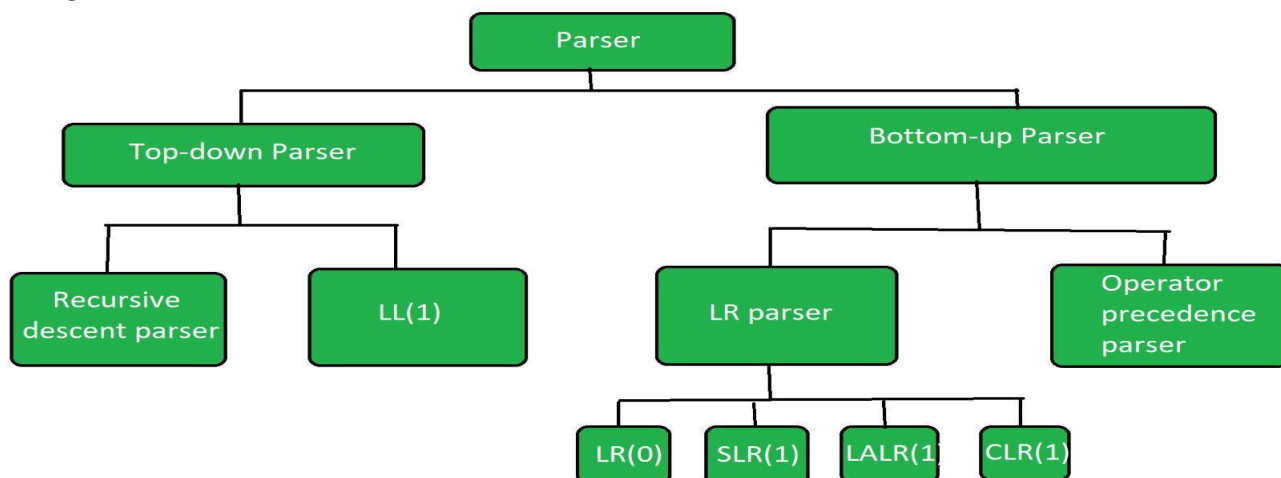 Parser
Top-down Parser
Bottom-up Parser
Recursive
descent parser
LL(1)
LR parser
Operator
precedence
parser
LR(0)
SLR(1)
LALR(1)
CLR(1)